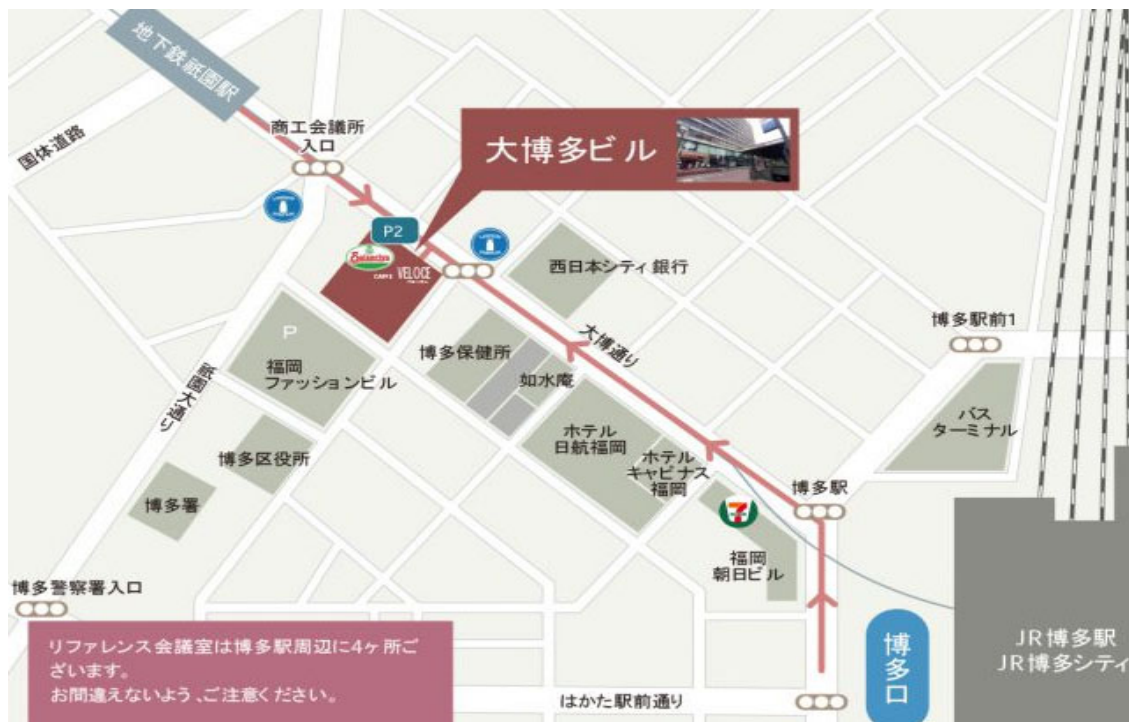 地下鉄祇園駅
国体道路
商工会議所
入口
大博多ビル
P2
CAFFE VELOCE
西日本シティ銀行
博多駅前1
大博通り
博多保健所
如水庵
P
福岡
ファッションビル
祇園大通り
バス
ターミナル
ホテル
日航福岡
ホテル
キャビナス
福岡
博多区役所
博多署
博多駅
7
福岡
朝日ビル
博多警察署入口
博多口
JR博多駅
JR博多シティ
リファレンス会議室は博多駅周辺に4ヶ所ご
ざいます。
お間違えないよう、ご注意ください。
はかた駅前通り